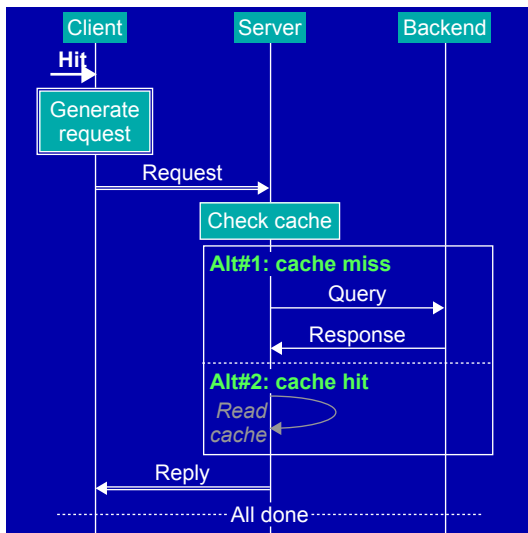 Client
Server
Backend
Hit
Generate
request
Request
Check cache
Alt#1: cache miss
Query
Response
Alt#2: cache hit
Read
cache
Reply
All done